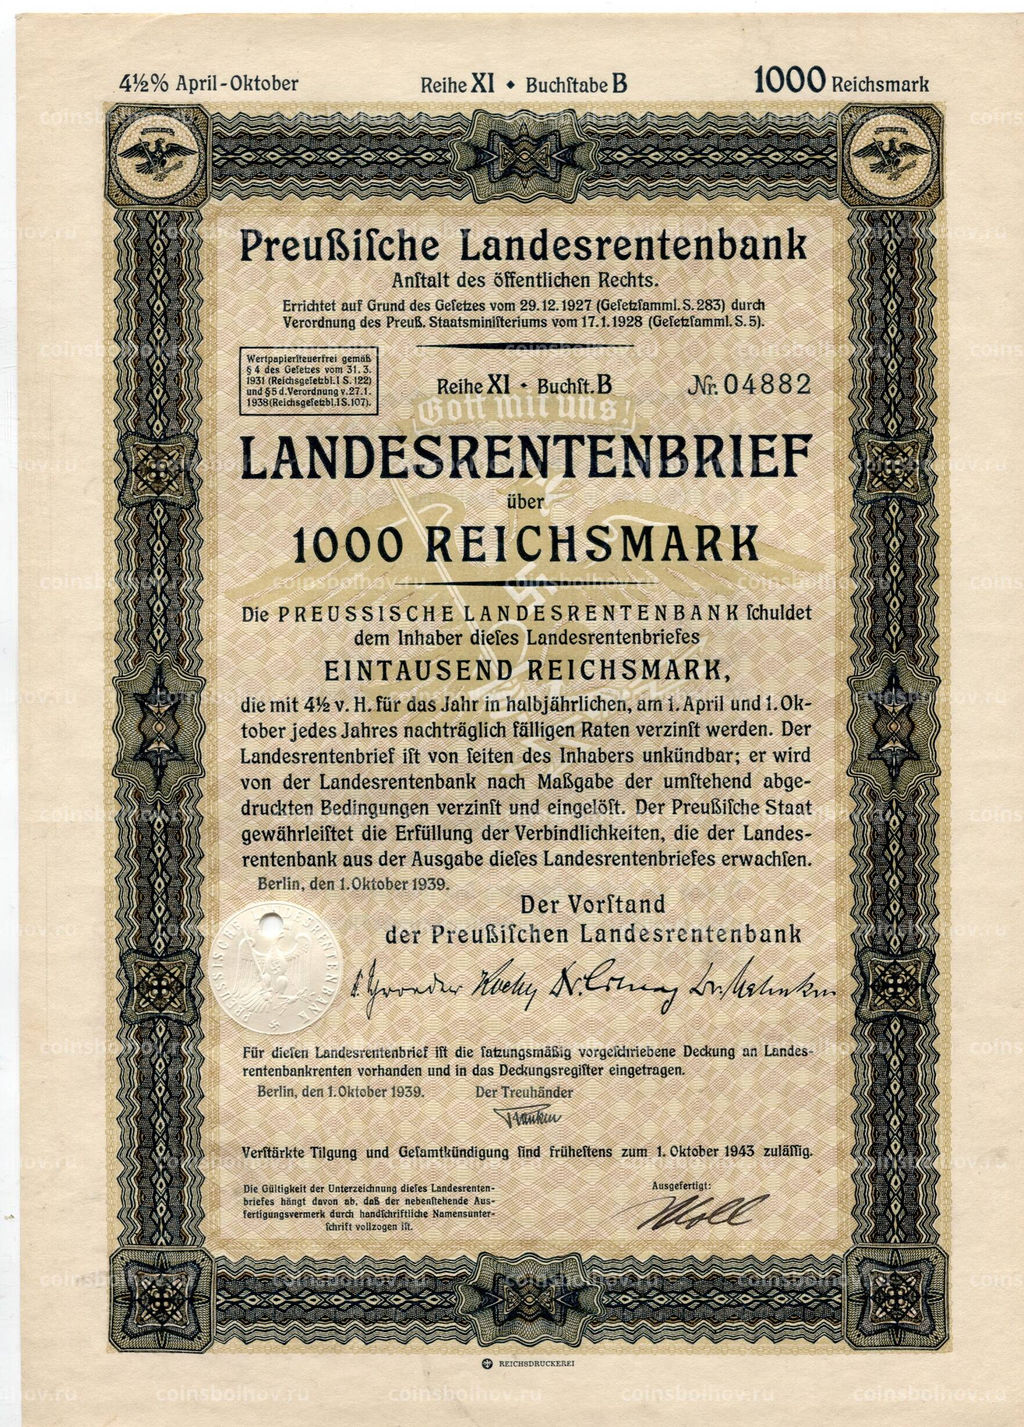 4½% April-Oktober Reihe XI • Buchſtabe B 1000 Reichsmark
Preußiſche Landesrentenbank
Anſtalt des öffentlichen Rechts.
Errichtet auf Grund des Geſetzes vom 29.12.1927 (Geſetzſamml. S. 283) durch
Verordnung des Preuß. Staatsminiſteriums vom 17.1.1928 (Geſetzſamml. S. 5).
Wertpapierſteuerfrei gemäß
§ 4 des Geſetzes vom 31. 3.
1931 (Reichsgeſetzbl. I S. 122)
und § 5 d. Verordnung v. 27.1.
1938 (Reichsgeſetzbl. I S. 107).
Reihe XI • Buchſt. B Nr. 04882
Gott mit uns!
LANDESRENTENBRIEF
über
1000 REICHSMARK
Die PREUSSISCHE LANDESRENTENBANK ſchuldet
dem Inhaber dieſes Landesrentenbriefes
EINTAUSEND REICHSMARK,
die mit 4½ v. H. für das Jahr in halbjährlichen, am 1. April und 1. Ok-
tober jedes Jahres nachträglich fälligen Raten verzinſt werden. Der
Landesrentenbrief iſt von ſeiten des Inhabers unkündbar; er wird
von der Landesrentenbank nach Maßgabe der umſtehend abge-
druckten Bedingungen verzinſt und eingelöſt. Der Preußiſche Staat
gewährleiſtet die Erfüllung der Verbindlichkeiten, die der Landes-
rentenbank aus der Ausgabe dieſes Landesrentenbriefes erwachſen.
Berlin, den 1. Oktober 1939.
Der Vorſtand
der Preußiſchen Landesrentenbank
PREUSSISCHE LANDESRENTENBANK
Für dieſen Landesrentenbrief iſt die ſatzungsmäßig vorgeſchriebene Deckung an Landes-
rentenbankrenten vorhanden und in das Deckungsregiſter eingetragen.
Berlin, den 1. Oktober 1939. Der Treuhänder
Verſtärkte Tilgung und Geſamtkündigung ſind früheſtens zum 1. Oktober 1943 zuläſſig.
Die Gültigkeit der Unterzeichnung dieſes Landesrenten-
briefes hängt davon ab, daß der nebenſtehende Aus-
fertigungsvermerk durch handſchriftliche Namensunter-
ſchrift vollzogen iſt.
Ausgefertigt:
REICHSDRUCKEREI
coinsbolhov.ru